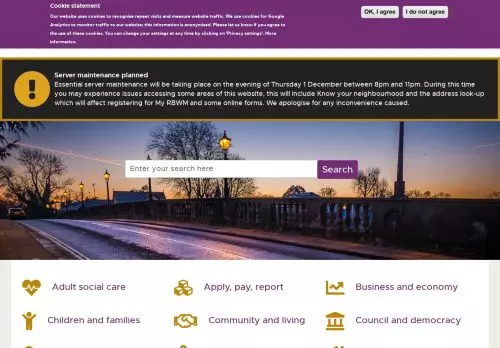 Cookie statement
Our website uses cookies to recognise repeat visits and measure website traffic. We use cookies for Google
Analytics to monitor traffic to our website; this information is anonymised. Please let us know if you agree to
the use of these cookies. You can change your settings at any time by clicking on 'Privacy settings'. More
information.
OK, I agree
I do not agree
Server maintenance planned
Essential server maintenance will be taking place on the evening of Thursday 1 December between 8pm and 11pm. During this time
you may experience issues accessing some areas of this website, this will include Know your neighbourhood and the address look-up
which will affect registering for My RBWM and some online forms. We apologise for any inconvenience caused.
Enter your search here
Search
Adult social care
Apply, pay, report
Business and economy
Children and families
Community and living
Council and democracy